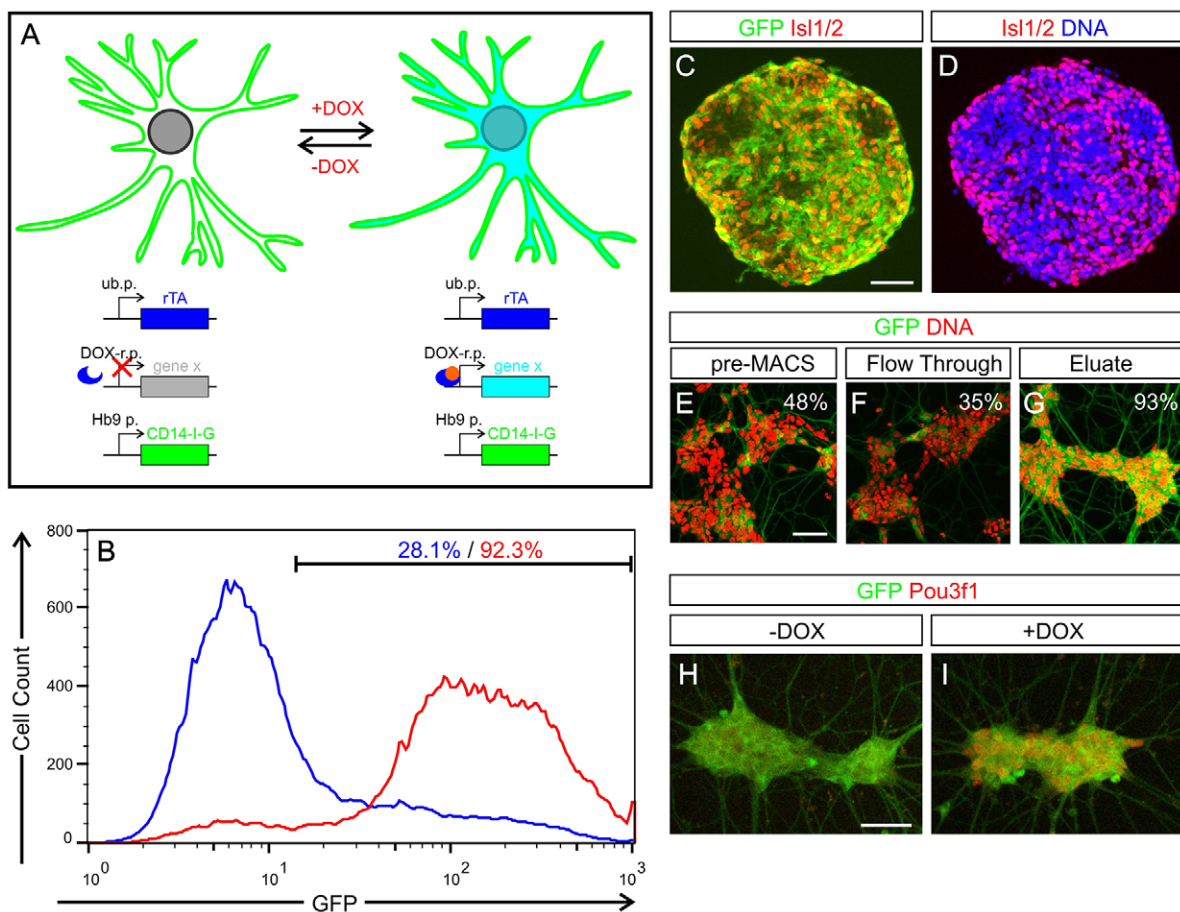 A
+DOX
-DOX
ub.p.
rTA
DOX-r.p.
gene x
Hb9 p.
CD14-I-G
ub.p.
rTA
DOX-r.p.
gene x
Hb9 p.
CD14-I-G
B
28.1% / 92.3%
Cell Count
800
600
400
200
0
10^0
10^1
10^2
10^3
GFP
GFP Isl1/2
C
Isl1/2 DNA
D
GFP DNA
pre-MACS
Flow Through
Eluate
E
48%
F
35%
G
93%
GFP Pou3f1
-DOX
+DOX
H
I